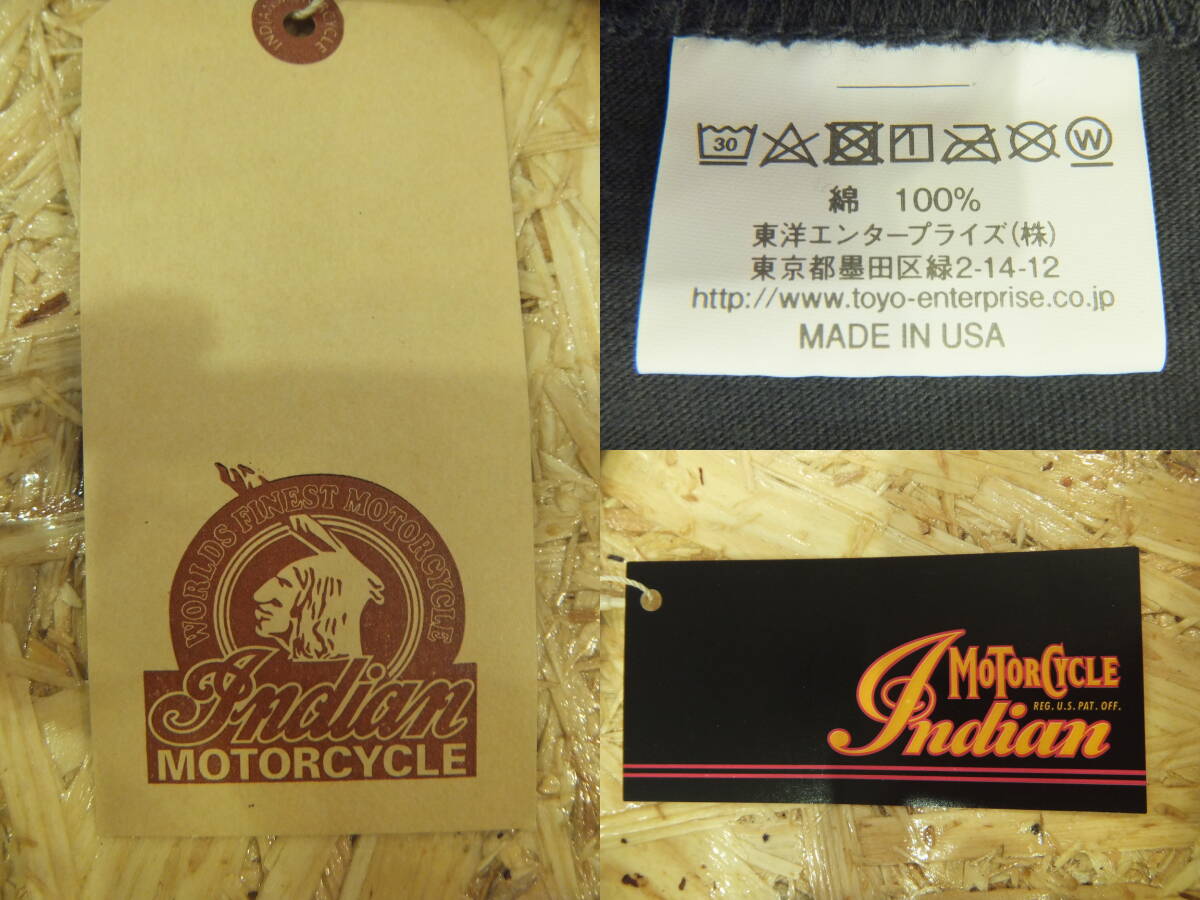 INDIAN MOTORCYCLE
WORLDS FINEST MOTORCYCLE
Indian
MOTORCYCLE
30
W
綿 100%
東洋エンタープライズ(株)
東京都墨田区緑2-14-12
http://www.toyo-enterprise.co.jp
MADE IN USA
MOTORCYCLE
REG. U.S. PAT. OFF.
Indian